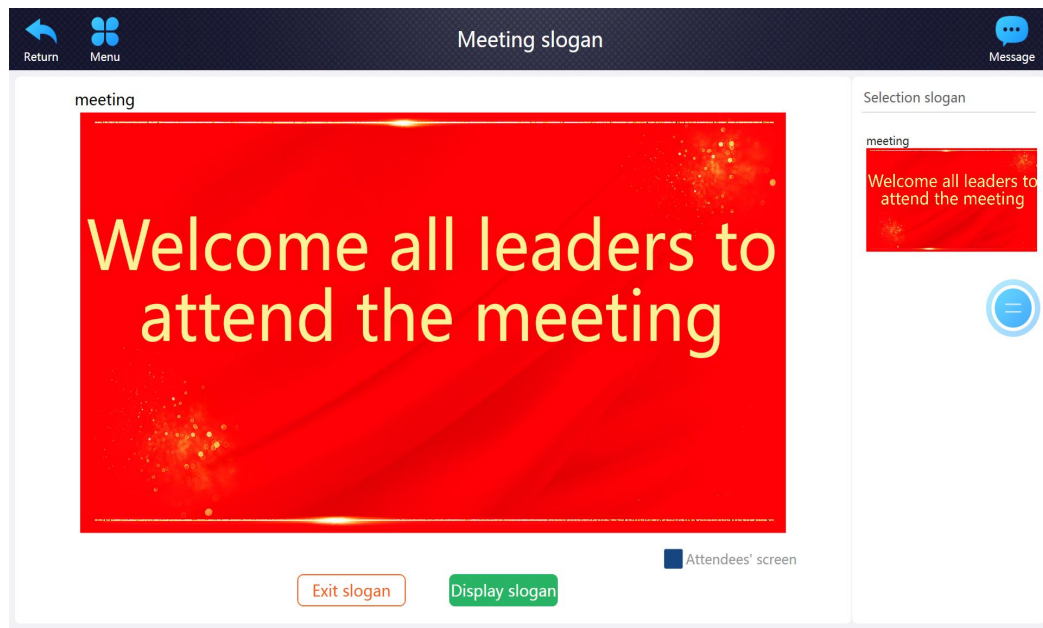 Return
Menu
Meeting slogan
Message
meeting
Welcome all leaders to
attend the meeting
Attendees' screen
Exit slogan
Display slogan
Selection slogan
meeting
Welcome all leaders to
attend the meeting